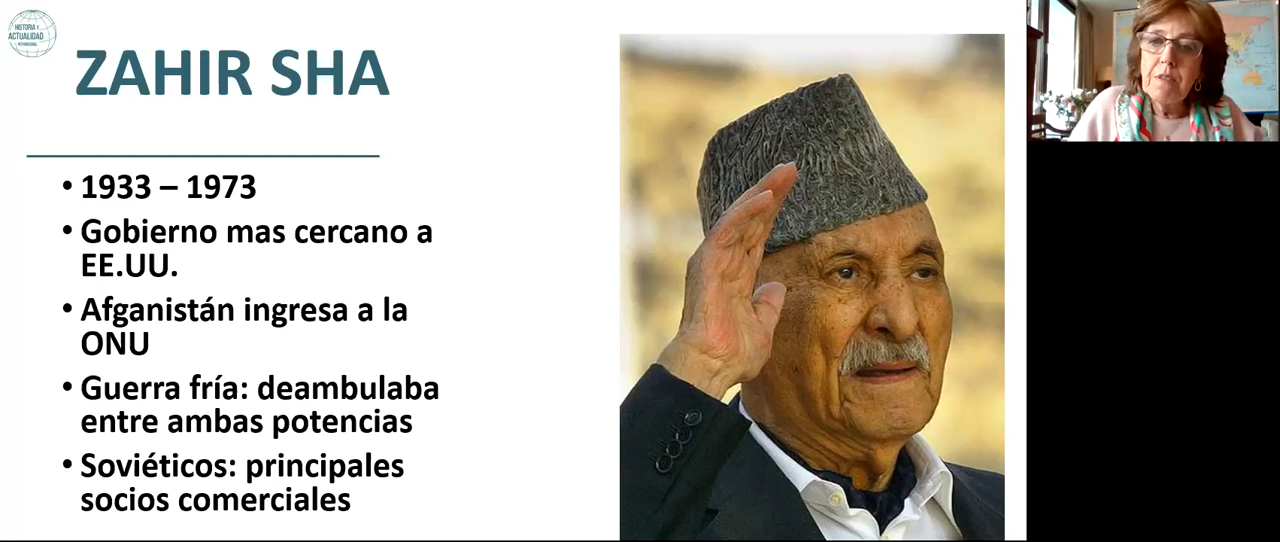 HISTORIA Y
ACTUALIDAD
INTERNACIONAL
ZAHIR SHA
• 1933 – 1973
• Gobierno mas cercano a
EE.UU.
• Afganistán ingresa a la
ONU
• Guerra fría: deambulaba
entre ambas potencias
• Soviéticos: principales
socios comerciales